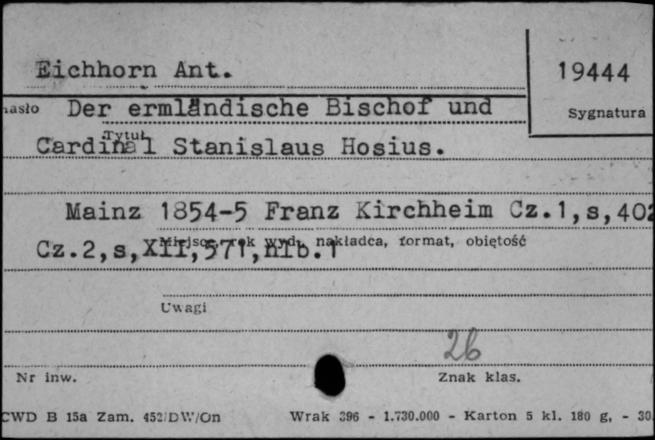 Eichhorn Ant.
19444
Sygnatura
Der ermländische Bischof und
Tytuł
Cardinal Stanislaus Hosius.
Mainz 1854-5 Franz Kirchheim Cz.1,s,402
Miejsce, rok wyd., nakładca, format, objętość
Cz.2,s,XII,571,nlb.1
Uwagi
26
Nr inw.
Znak klas.
CWD B 15a Zam. 452/DW/On Wrak 396 - 1.730.000 - Karton 5 kl. 180 g, - 30.